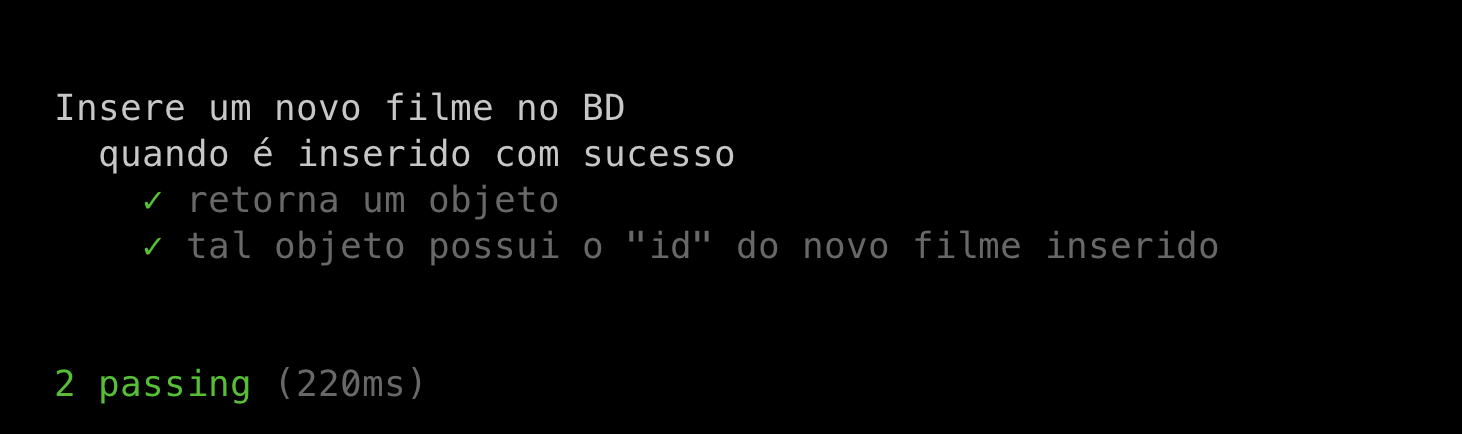 Insere um novo filme no BD
quando é inserido com sucesso
✓ retorna um objeto
✓ tal objeto possui o "id" do novo filme inserido
2 passing (220ms)